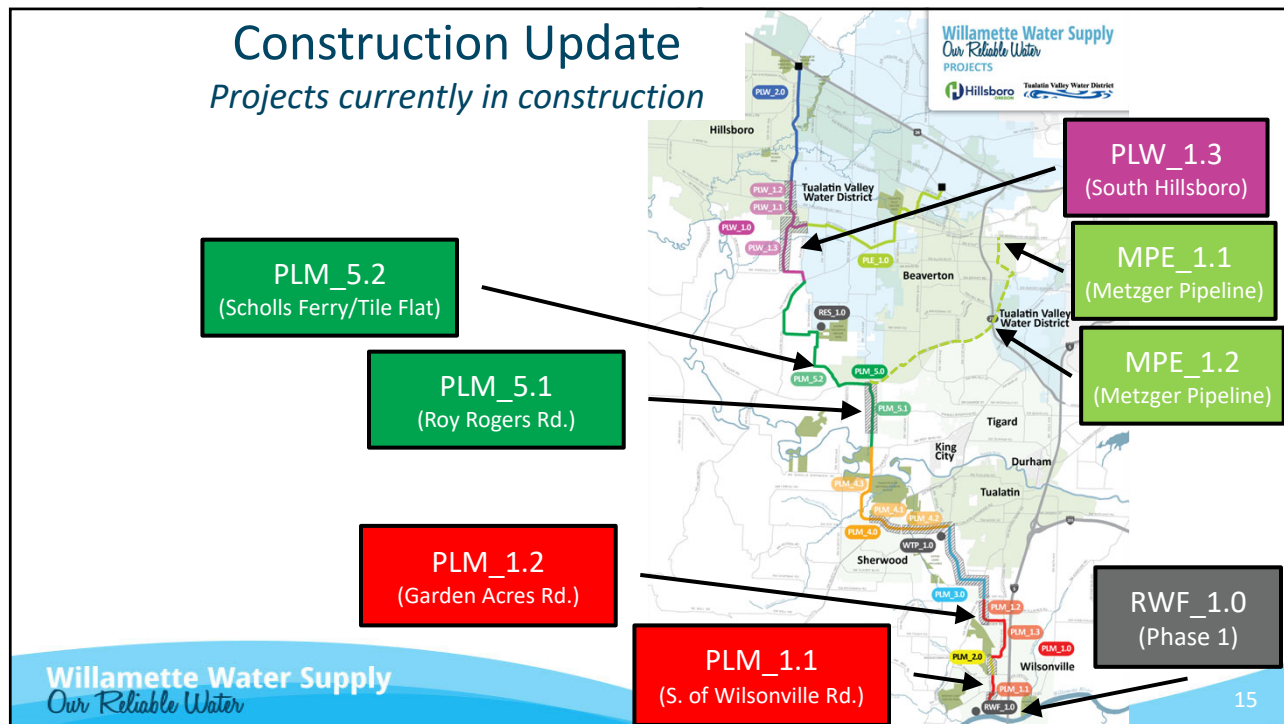 Construction Update
Projects currently in construction
Willamette Water Supply
Our Reliable Water
PROJECTS
Hillsboro
OREGON
Tualatin Valley Water District
PLW_2.0
Hillsboro
26
PLW_1.3
(South Hillsboro)
PLW_1.2
Tualatin Valley
Water District
PLW_1.1
PLW_1.0
PLW_1.3
PLE_1.0
Beaverton
MPE_1.1
(Metzger Pipeline)
PLM_5.2
(Scholls Ferry/Tile Flat)
RES_1.0
Tualatin Valley
Water District
MPE_1.2
(Metzger Pipeline)
PLM_5.2
PLM_5.0
PLM_5.1
(Roy Rogers Rd.)
PLM_5.1
Tigard
King
City
Durham
PLM_4.3
Tualatin
PLM_4.1
PLM_4.2
PLM_4.0
WTP_1.0
Sherwood
PLM_1.2
(Garden Acres Rd.)
PLM_3.0
PLM_1.2
RWF_1.0
(Phase 1)
PLM_1.3
PLM_1.0
PLM_2.0
Wilsonville
PLM_1.1
(S. of Wilsonville Rd.)
PLM_1.1
RWF_1.0
Willamette Water Supply
Our Reliable Water
15